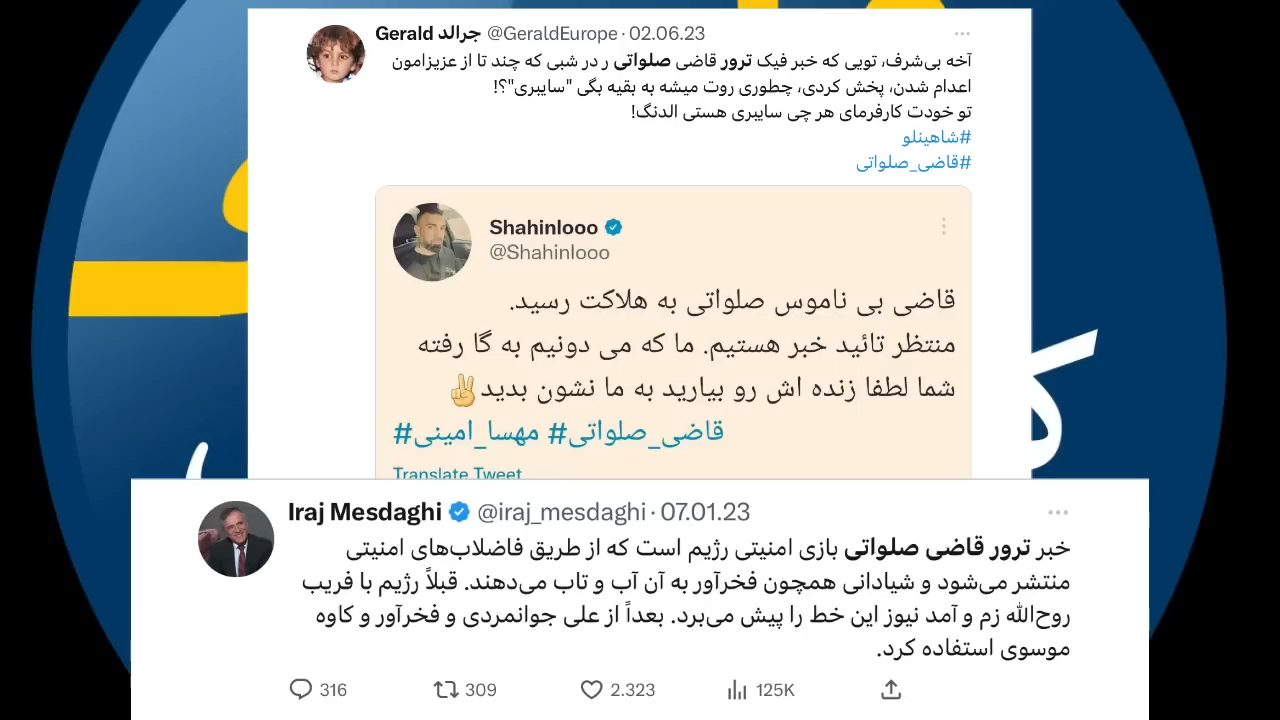 Gerald جرالد @GeraldEurope · 02.06.23
آخه بی‌شرف، تویی که خبر فیک ترور قاضی صلواتی ر در شبی که چند تا از عزیزامون
اعدام شدن، پخش کردی، چطوری روت میشه به بقیه بگی "سایبری"؟!
تو خودت کارفرمای هر چی سایبری هستی الدنگ!
#شاهینلو
#قاضی_صلواتی
Shahinlooo
@Shahinlooo
قاضی بی ناموس صلواتی به هلاکت رسید.
منتظر تائید خبر هستیم. ما که می دونیم به گا رفته
شما لطفا زنده اش رو بیارید به ما نشون بدید✌️
#قاضی_صلواتی #مهسا_امینی
Translate Tweet
Iraj Mesdaghi @iraj_mesdaghi · 07.01.23
خبر ترور قاضی صلواتی بازی امنیتی رژیم است که از طریق فاضلاب‌های امنیتی
منتشر می‌شود و شیادانی همچون فخرآور به آن آب و تاب می‌دهند. قبلاً رژیم با فریب
روح‌الله زم و آمد نیوز این خط را پیش می‌برد. بعداً از علی جوانمردی و فخرآور و کاوه
موسوی استفاده کرد.
316 309 2.323 125K